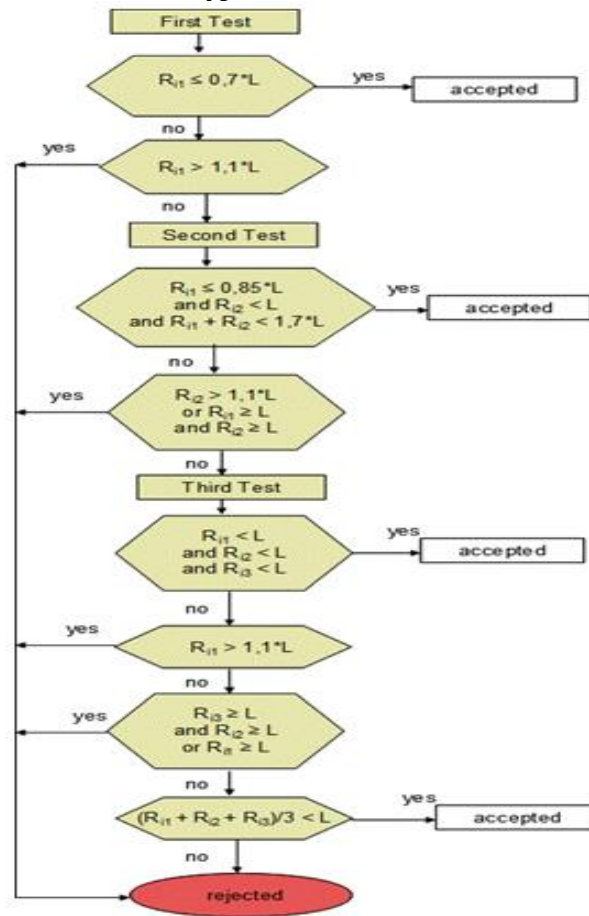 First Test
Ri1 ≤ 0,7*L
yes
accepted
no
yes
Ri1 > 1,1*L
no
Second Test
Ri1 ≤ 0,85*L
and Ri2 < L
and Ri1 + Ri2 < 1,7*L
yes
accepted
no
yes
Ri2 > 1,1*L
or Ri1 ≥ L
and Ri2 ≥ L
no
Third Test
Ri1 < L
and Ri2 < L
and Ri3 < L
yes
accepted
no
yes
Ri1 > 1,1*L
no
yes
Ri3 ≥ L
and Ri2 ≥ L
or Ri1 ≥ L
no
(Ri1 + Ri2 + Ri3)/3 < L
yes
accepted
no
rejected